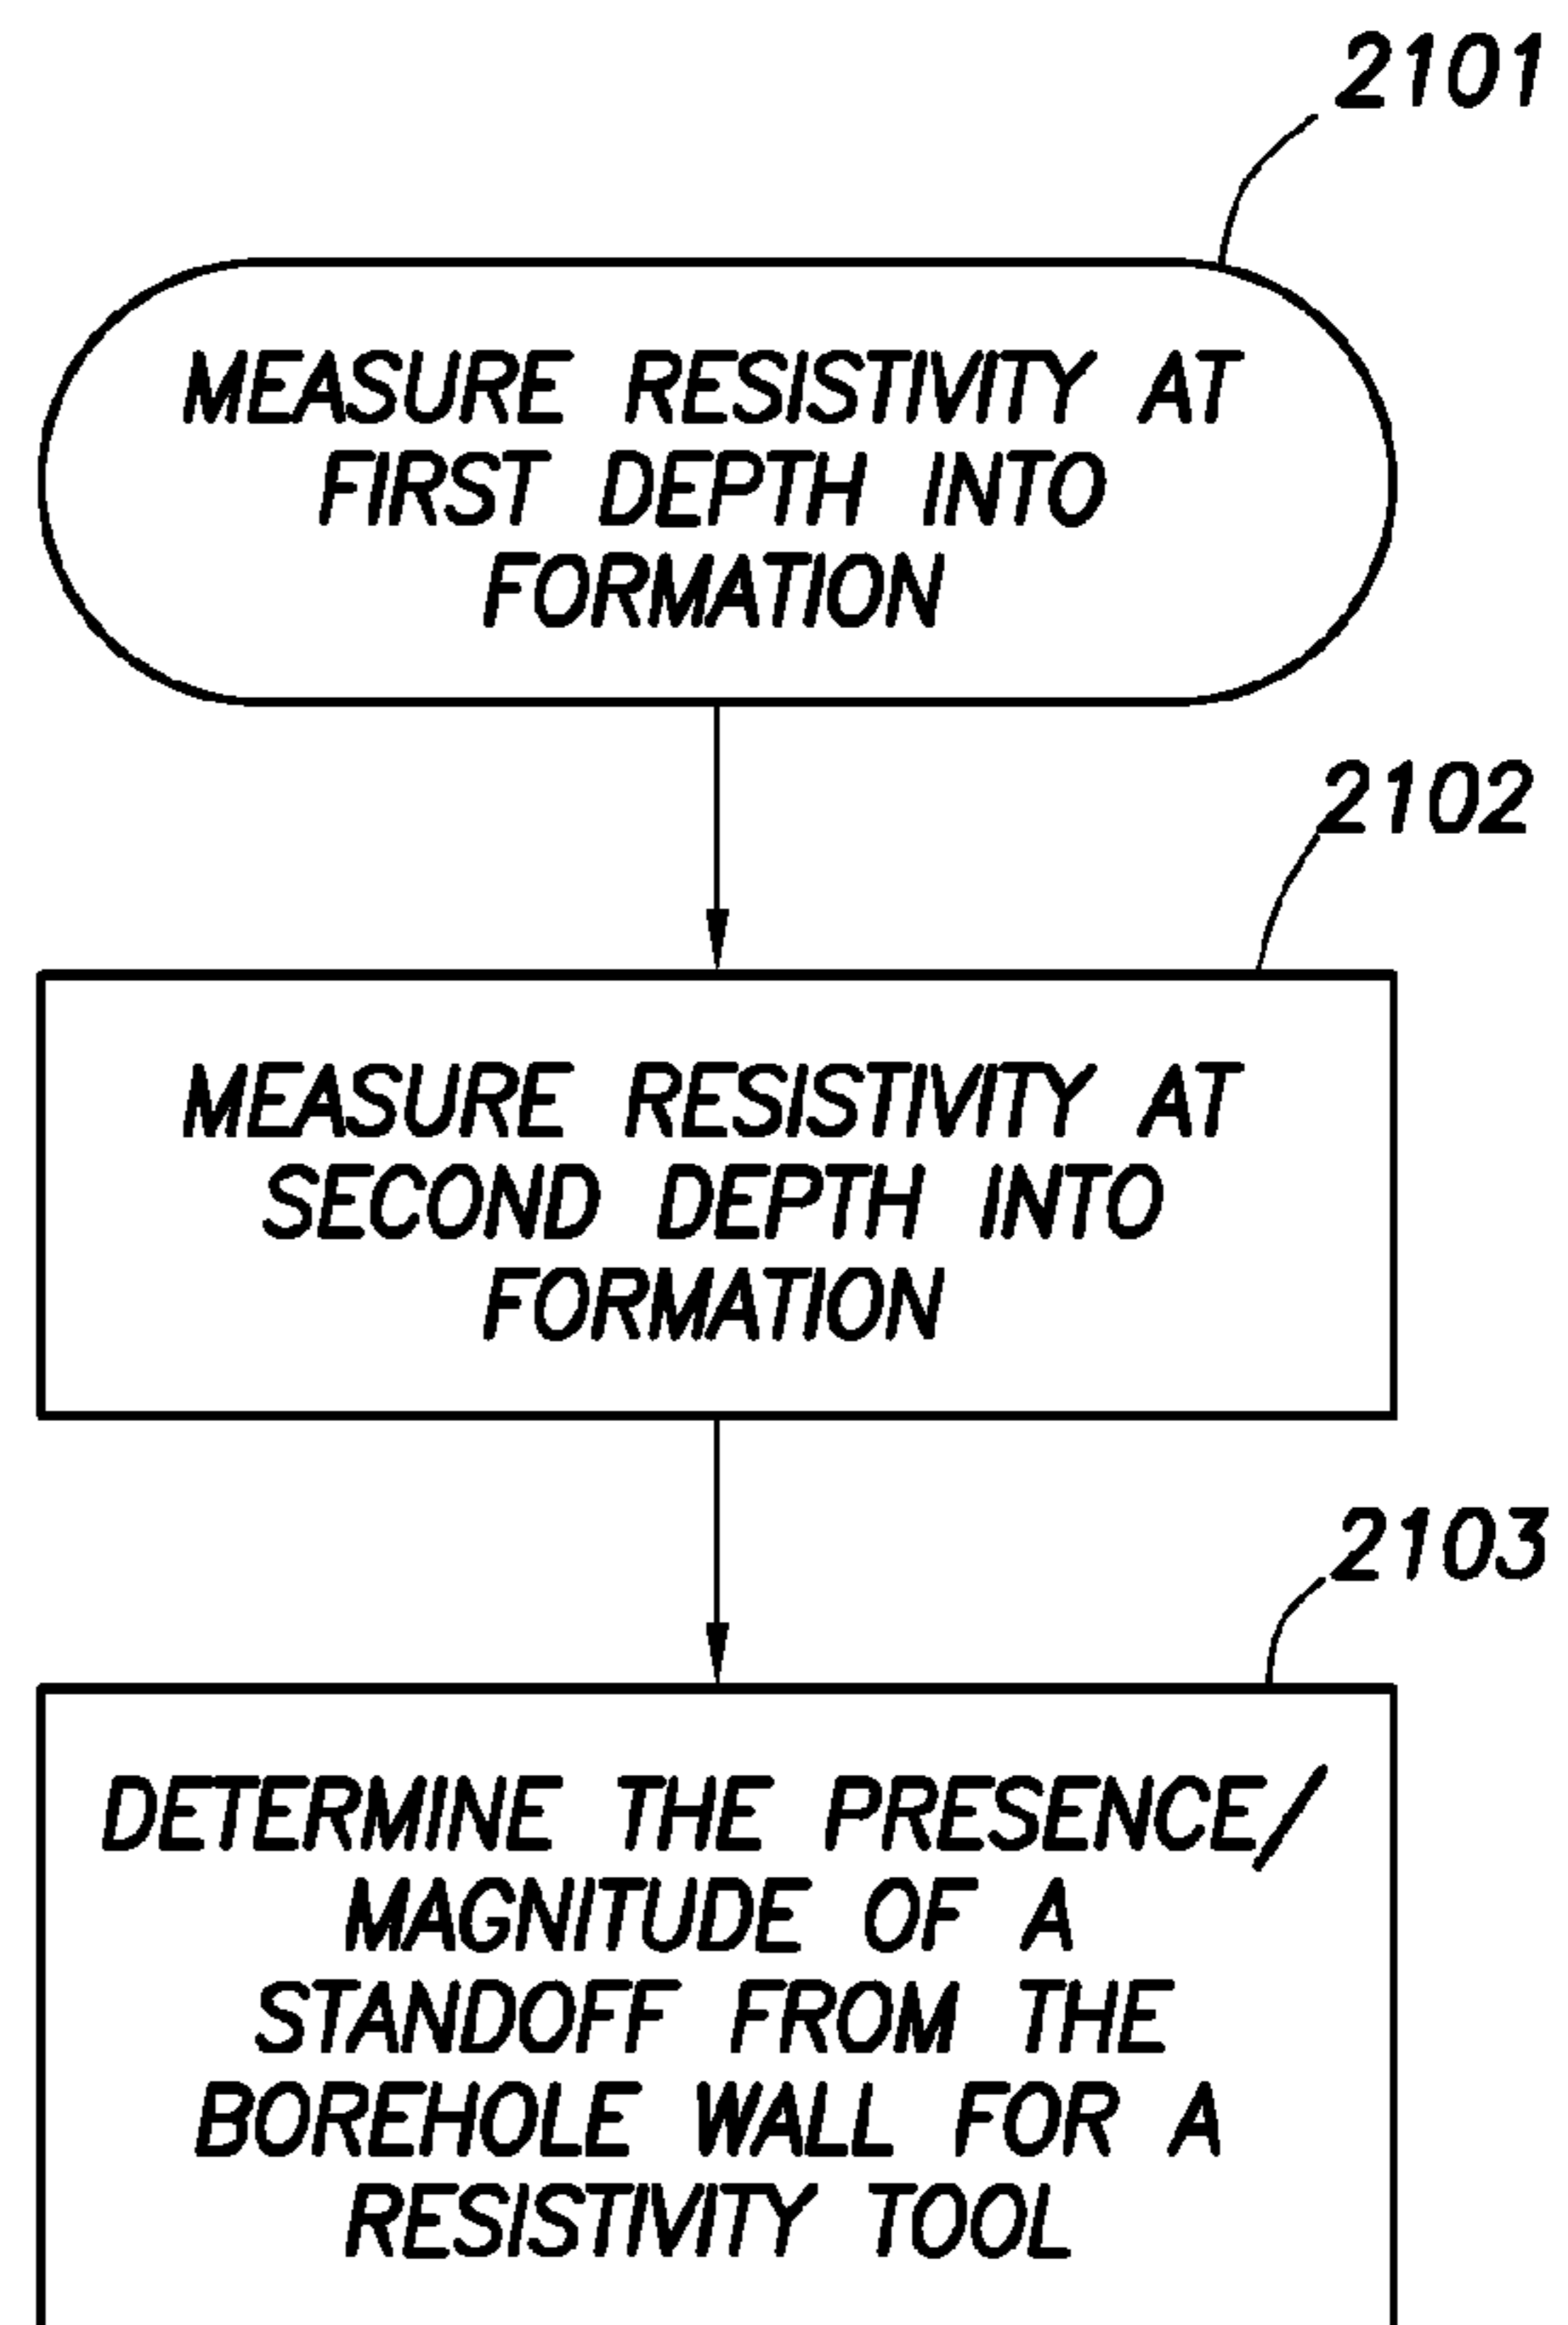 2101
MEASURE RESISTIVITY AT
FIRST DEPTH INTO
FORMATION
2102
MEASURE RESISTIVITY AT
SECOND DEPTH INTO
FORMATION
2103
DETERMINE THE PRESENCE/
MAGNITUDE OF A
STANDOFF FROM THE
BOREHOLE WALL FOR A
RESISTIVITY TOOL